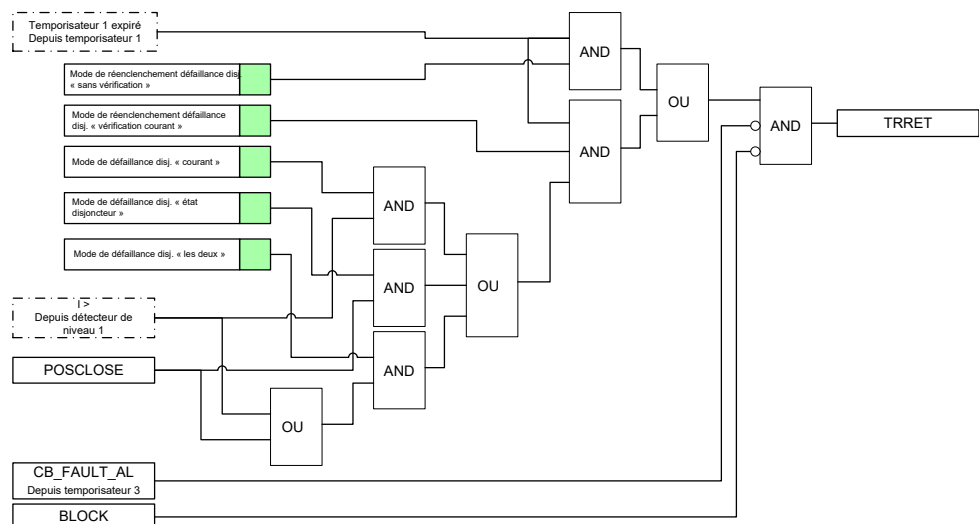 Temporisateur 1 expiré
Depuis temporisateur 1
AND
Mode de réenclenchement défaillance disj.
« sans vérification »
OU
Mode de réenclenchement défaillance
disj. « vérification courant »
AND
AND
TRRET
Mode de défaillance disj. « courant »
AND
Mode de défaillance disj. « état
disjoncteur »
Mode de défaillance disj. « les deux »
AND
OU
I >
Depuis détecteur de
niveau 1
POSCLOSE
AND
OU
CB_FAULT_AL
Depuis temporisateur 3
BLOCK